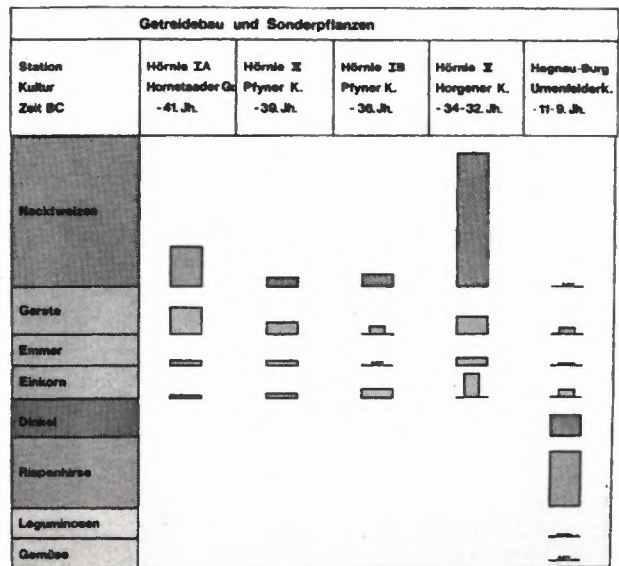 Getreidebau und Sonderpflanzen
Station Hörnle IA Hörnle Hörnle IB Hörnle Hagnau-Burg
Kultur Hornstaader Pfyner K. Pfyner K. Horgener K. Urnenfelderk.
Zeit BC -41. Jh. -39. Jh. -36. Jh. -34-32. Jh. -11-9. Jh.
Nacktweizen
Gerste
Emmer
Einkorn
Dinkel
Rispenhirse
Leguminosen
Gemüse